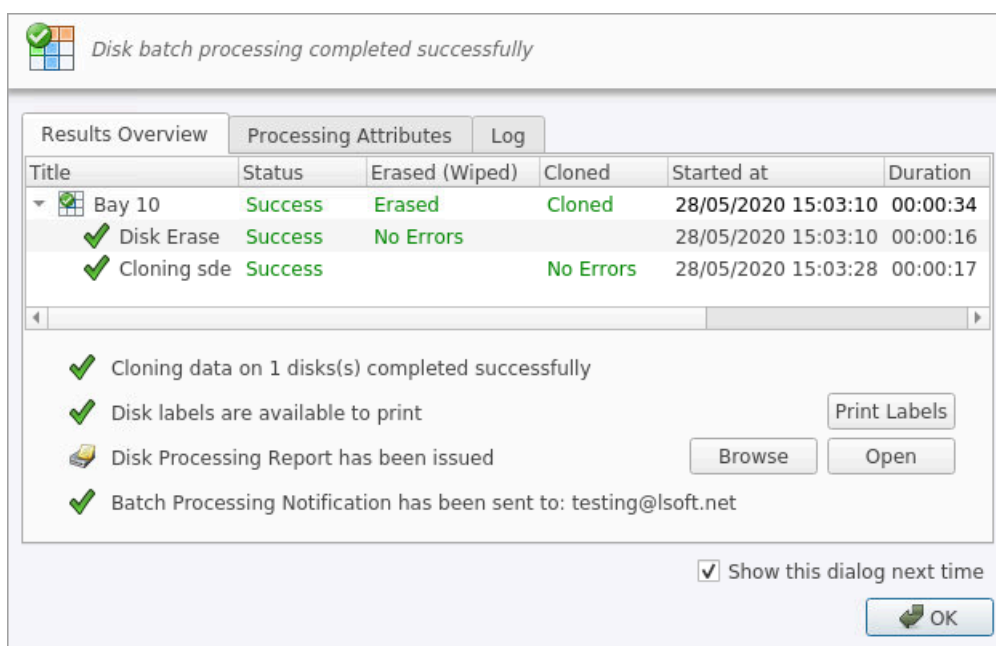 Disk batch processing completed successfully
Results Overview Processing Attributes Log
Title Status Erased (Wiped) Cloned Started at Duration
Bay 10 Success Erased Cloned 28/05/2020 15:03:10 00:00:34
Disk Erase Success No Errors 28/05/2020 15:03:10 00:00:16
Cloning sde Success No Errors 28/05/2020 15:03:28 00:00:17
Cloning data on 1 disks(s) completed successfully
Disk labels are available to print Print Labels
Disk Processing Report has been issued Browse Open
Batch Processing Notification has been sent to: testing@lsoft.net
Show this dialog next time
OK